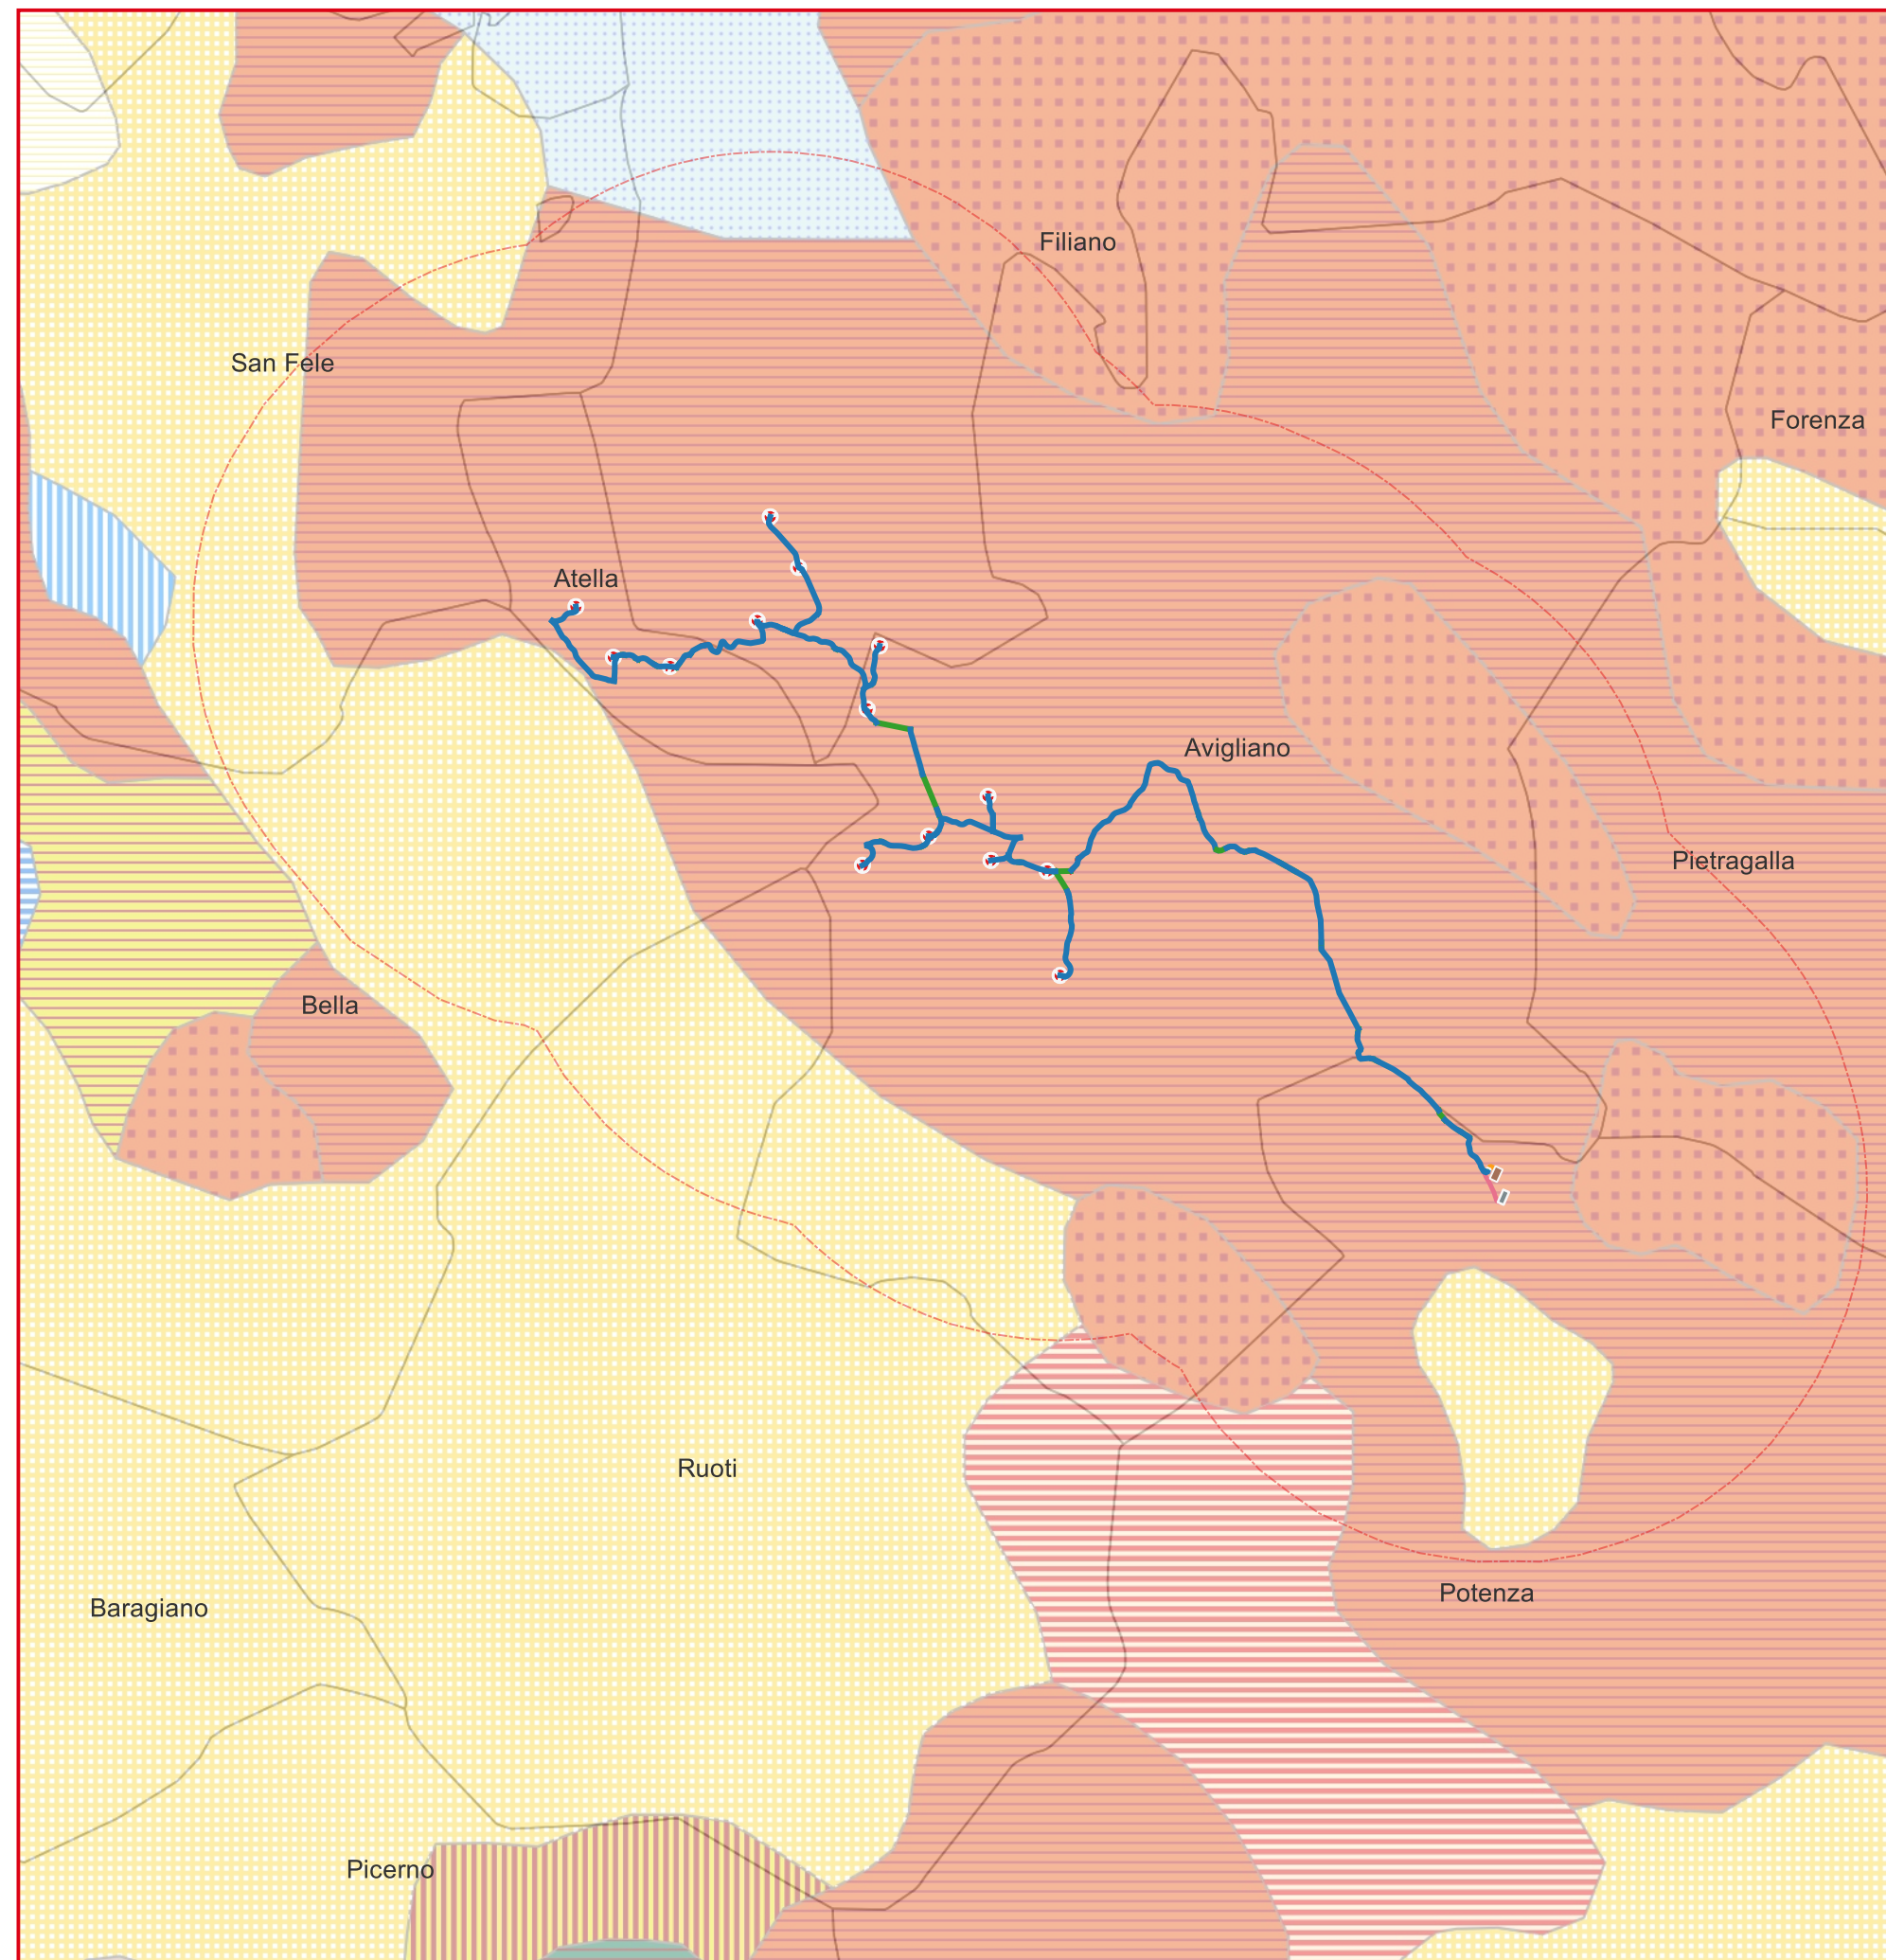 Filiano
San Fele
Forenza
Atella
Avigliano
Pietragalla
Bella
Ruoti
Potenza
Baragiano
Picerno